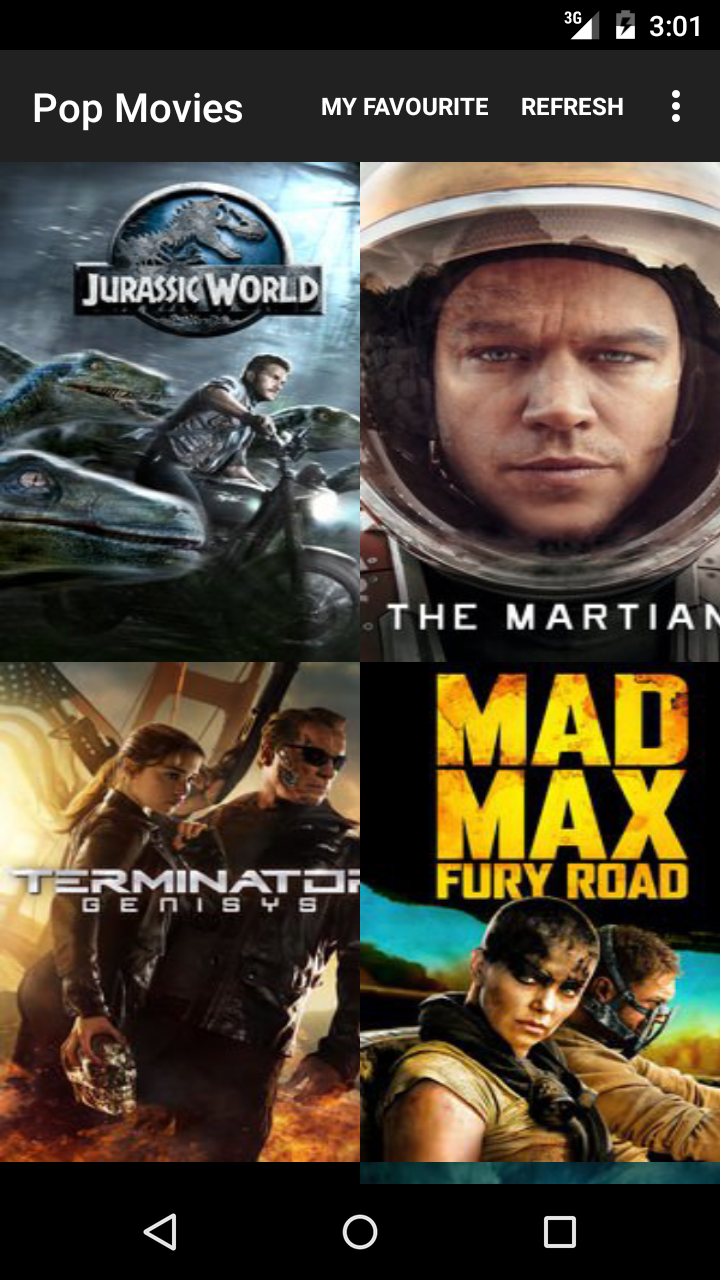 3G 3:01
Pop Movies MY FAVOURITE REFRESH
JURASSIC WORLD
THE MARTIAN
TERMINATOR
GENISYS
MAD
MAX
FURY ROAD